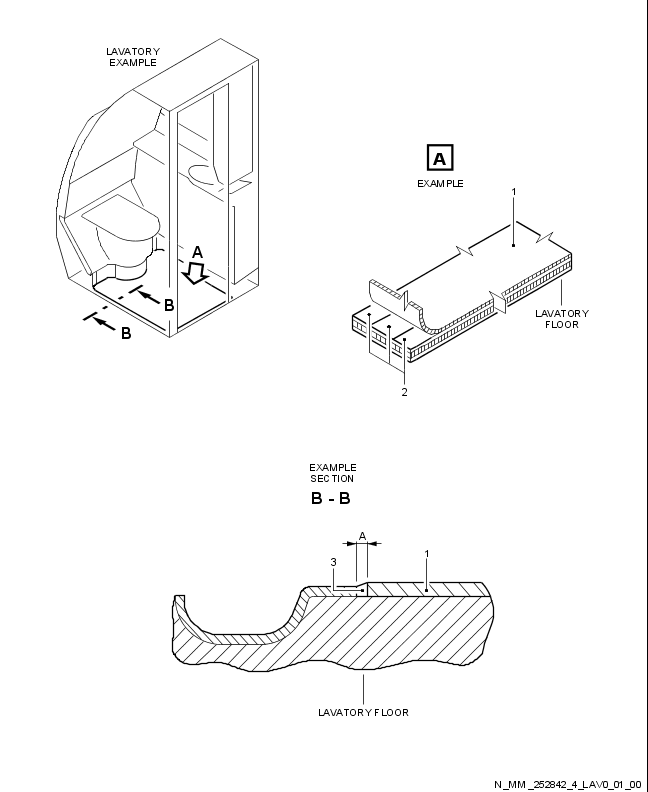 LAVATORY
EXAMPLE
A
EXAMPLE
1
A
B
B
LAVATORY
FLOOR
2
EXAMPLE
SECTION
B - B
A
3
1
LAVATORY FLOOR
N_MM_252842_4_LAV0_01_00